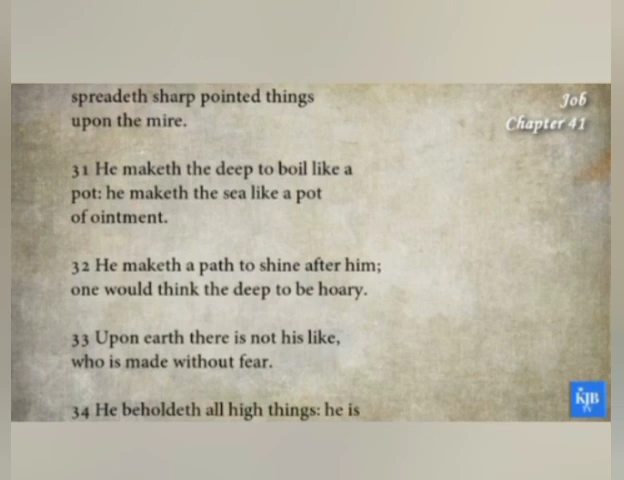 spreadeth sharp pointed things
upon the mire.
Job
Chapter 41
31 He maketh the deep to boil like a
pot: he maketh the sea like a pot
of ointment.
32 He maketh a path to shine after him;
one would think the deep to be hoary.
33 Upon earth there is not his like,
who is made without fear.
34 He beholdeth all high things: he is
KJB
TV